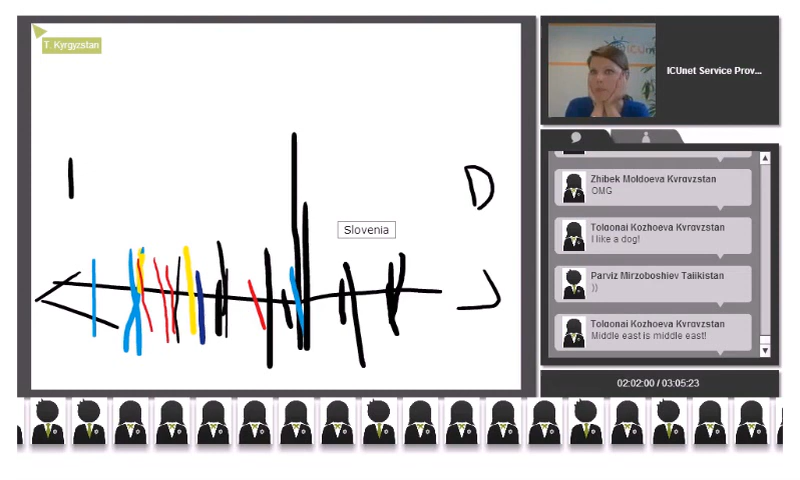 T. Kyrgyzstan
I
D
Slovenia
ICUnet Service Prov...
Zhibek Moldoeva Kyrgyzstan
OMG
Tolgonai Kozhoeva Kyrgyzstan
I like a dog!
Parviz Mirzoboshiev Tajikistan
))
Tolgonai Kozhoeva Kyrgyzstan
Middle east is middle east!
02:02:00 / 03:05:23